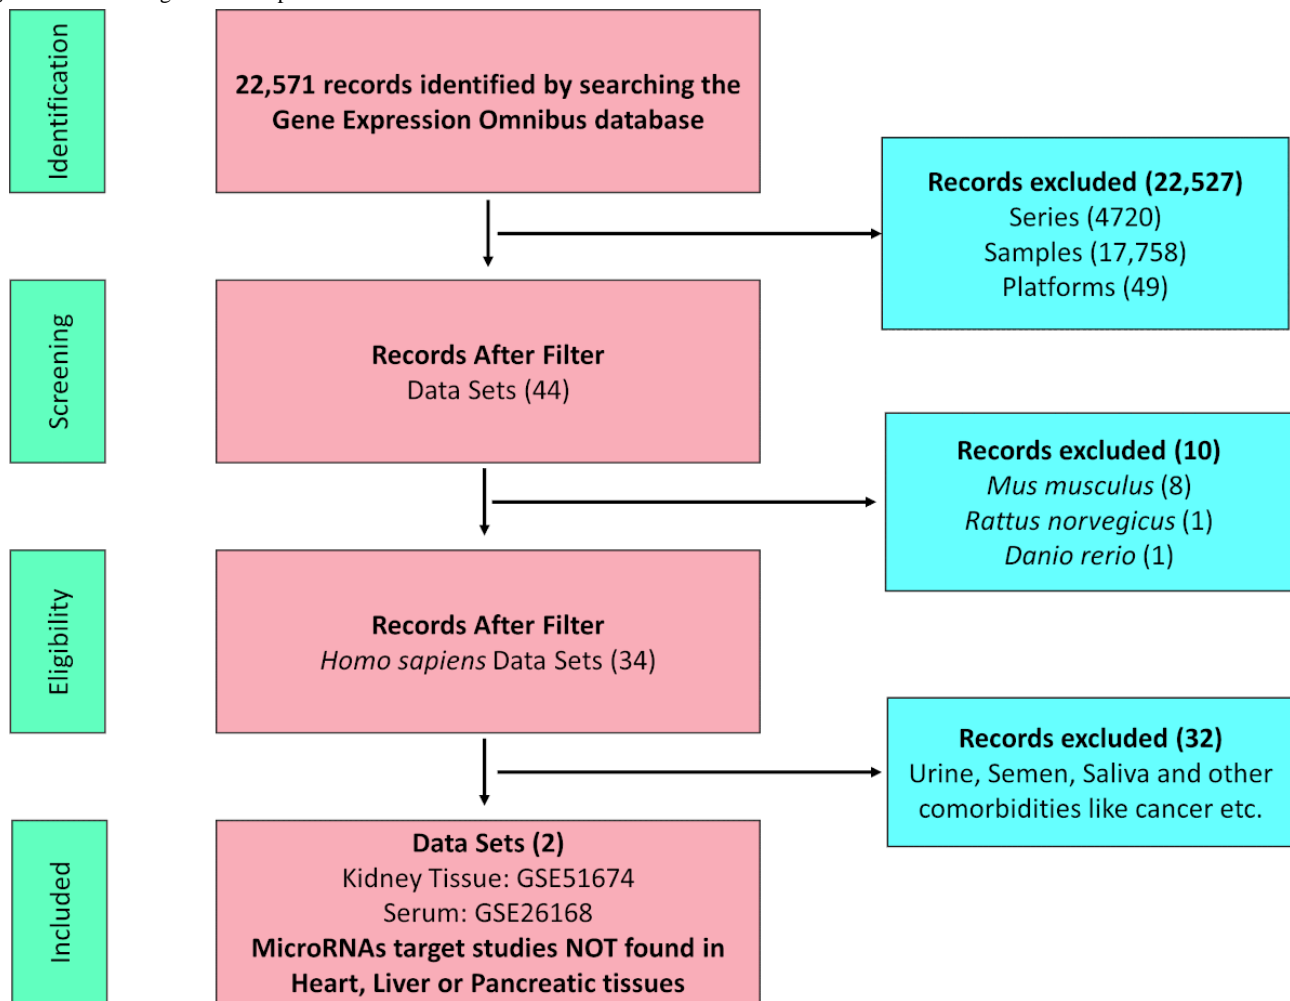 Identification
22,571 records identified by searching the
Gene Expression Omnibus database
Records excluded (22,527)
Series (4720)
Samples (17,758)
Platforms (49)
Screening
Records After Filter
Data Sets (44)
Records excluded (10)
Mus musculus (8)
Rattus norvegicus (1)
Danio rerio (1)
Eligibility
Records After Filter
Homo sapiens Data Sets (34)
Records excluded (32)
Urine, Semen, Saliva and other
comorbidities like cancer etc.
Included
Data Sets (2)
Kidney Tissue: GSE51674
Serum: GSE26168
MicroRNAs target studies NOT found in
Heart, Liver or Pancreatic tissues